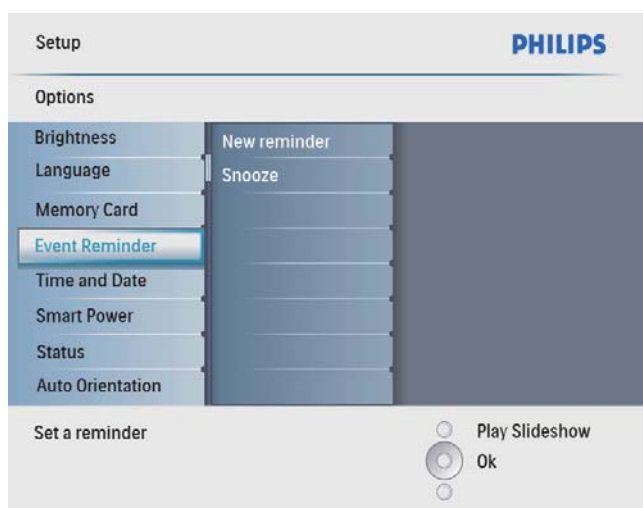 Setup
PHILIPS
Options
Brightness
Language
Memory Card
Event Reminder
Time and Date
Smart Power
Status
Auto Orientation
New reminder
Snooze
Set a reminder
Play Slideshow
Ok